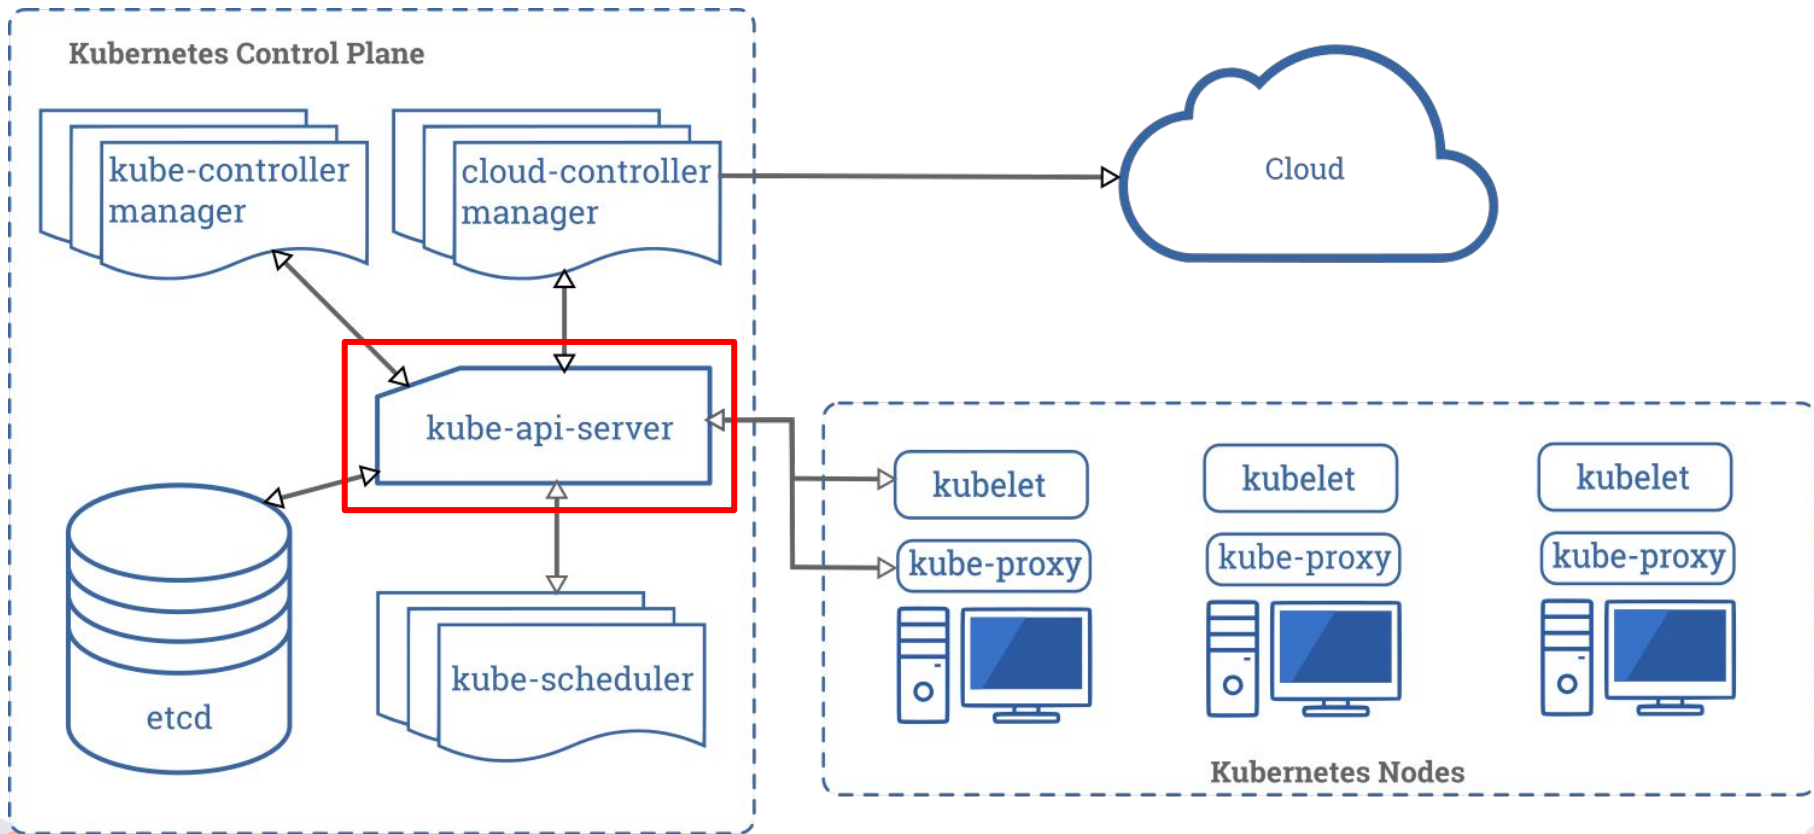 Kubernetes Control Plane
kube-controller
manager
cloud-controller
manager
Cloud
kube-api-server
etcd
kube-scheduler
kubelet
kube-proxy
kubelet
kube-proxy
kubelet
kube-proxy
Kubernetes Nodes